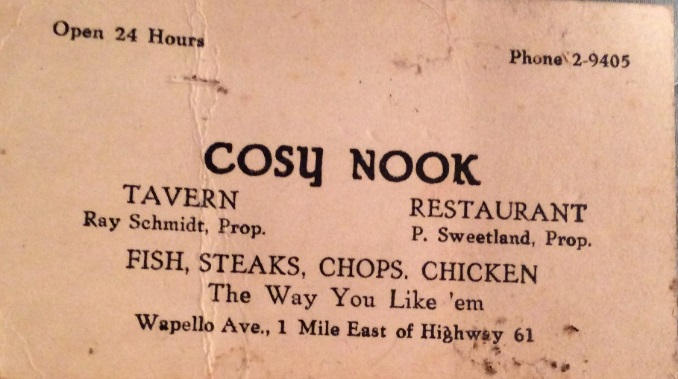 Open 24 Hours
Phone 2-9405
COSY NOOK
TAVERN
Ray Schmidt, Prop.
RESTAURANT
P. Sweetland, Prop.
FISH, STEAKS, CHOPS. CHICKEN
The Way You Like 'em
Wapello Ave., 1 Mile East of Highway 61